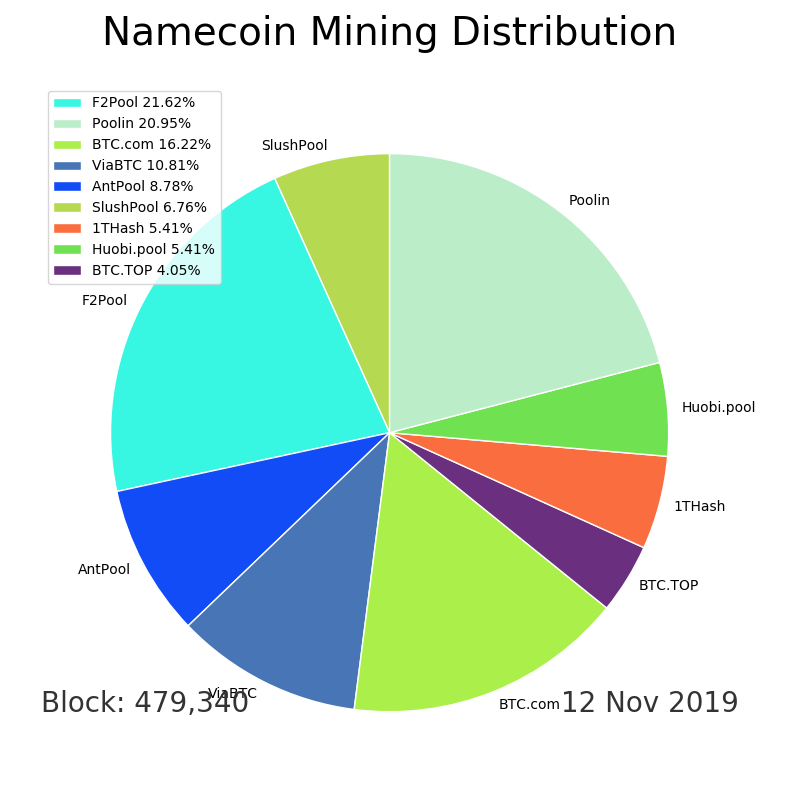 Namecoin Mining Distribution
F2Pool 21.62%
Poolin 20.95%
BTC.com 16.22%
ViaBTC 10.81%
AntPool 8.78%
SlushPool 6.76%
1THash 5.41%
Huobi.pool 5.41%
BTC.TOP 4.05%
SlushPool
Poolin
F2Pool
Huobi.pool
1THash
AntPool
BTC.TOP
ViaBTC
BTC.com
Block: 479,340
12 Nov 2019